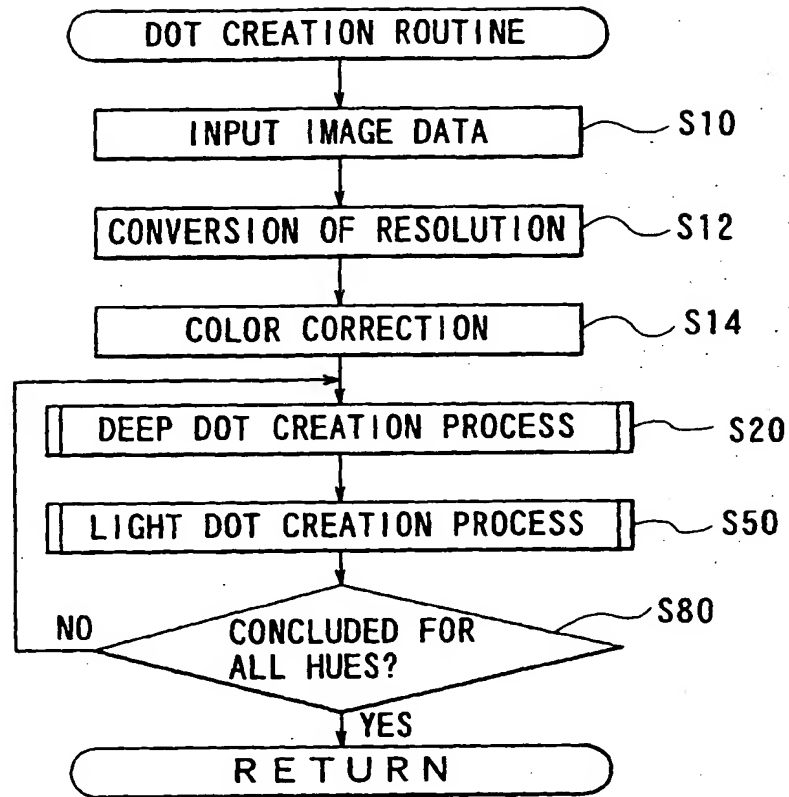 DOT CREATION ROUTINE
INPUT IMAGE DATA
S10
CONVERSION OF RESOLUTION
S12
COLOR CORRECTION
S14
DEEP DOT CREATION PROCESS
S20
LIGHT DOT CREATION PROCESS
S50
NO
CONCLUDED FOR
ALL HUES?
S80
YES
RETURN